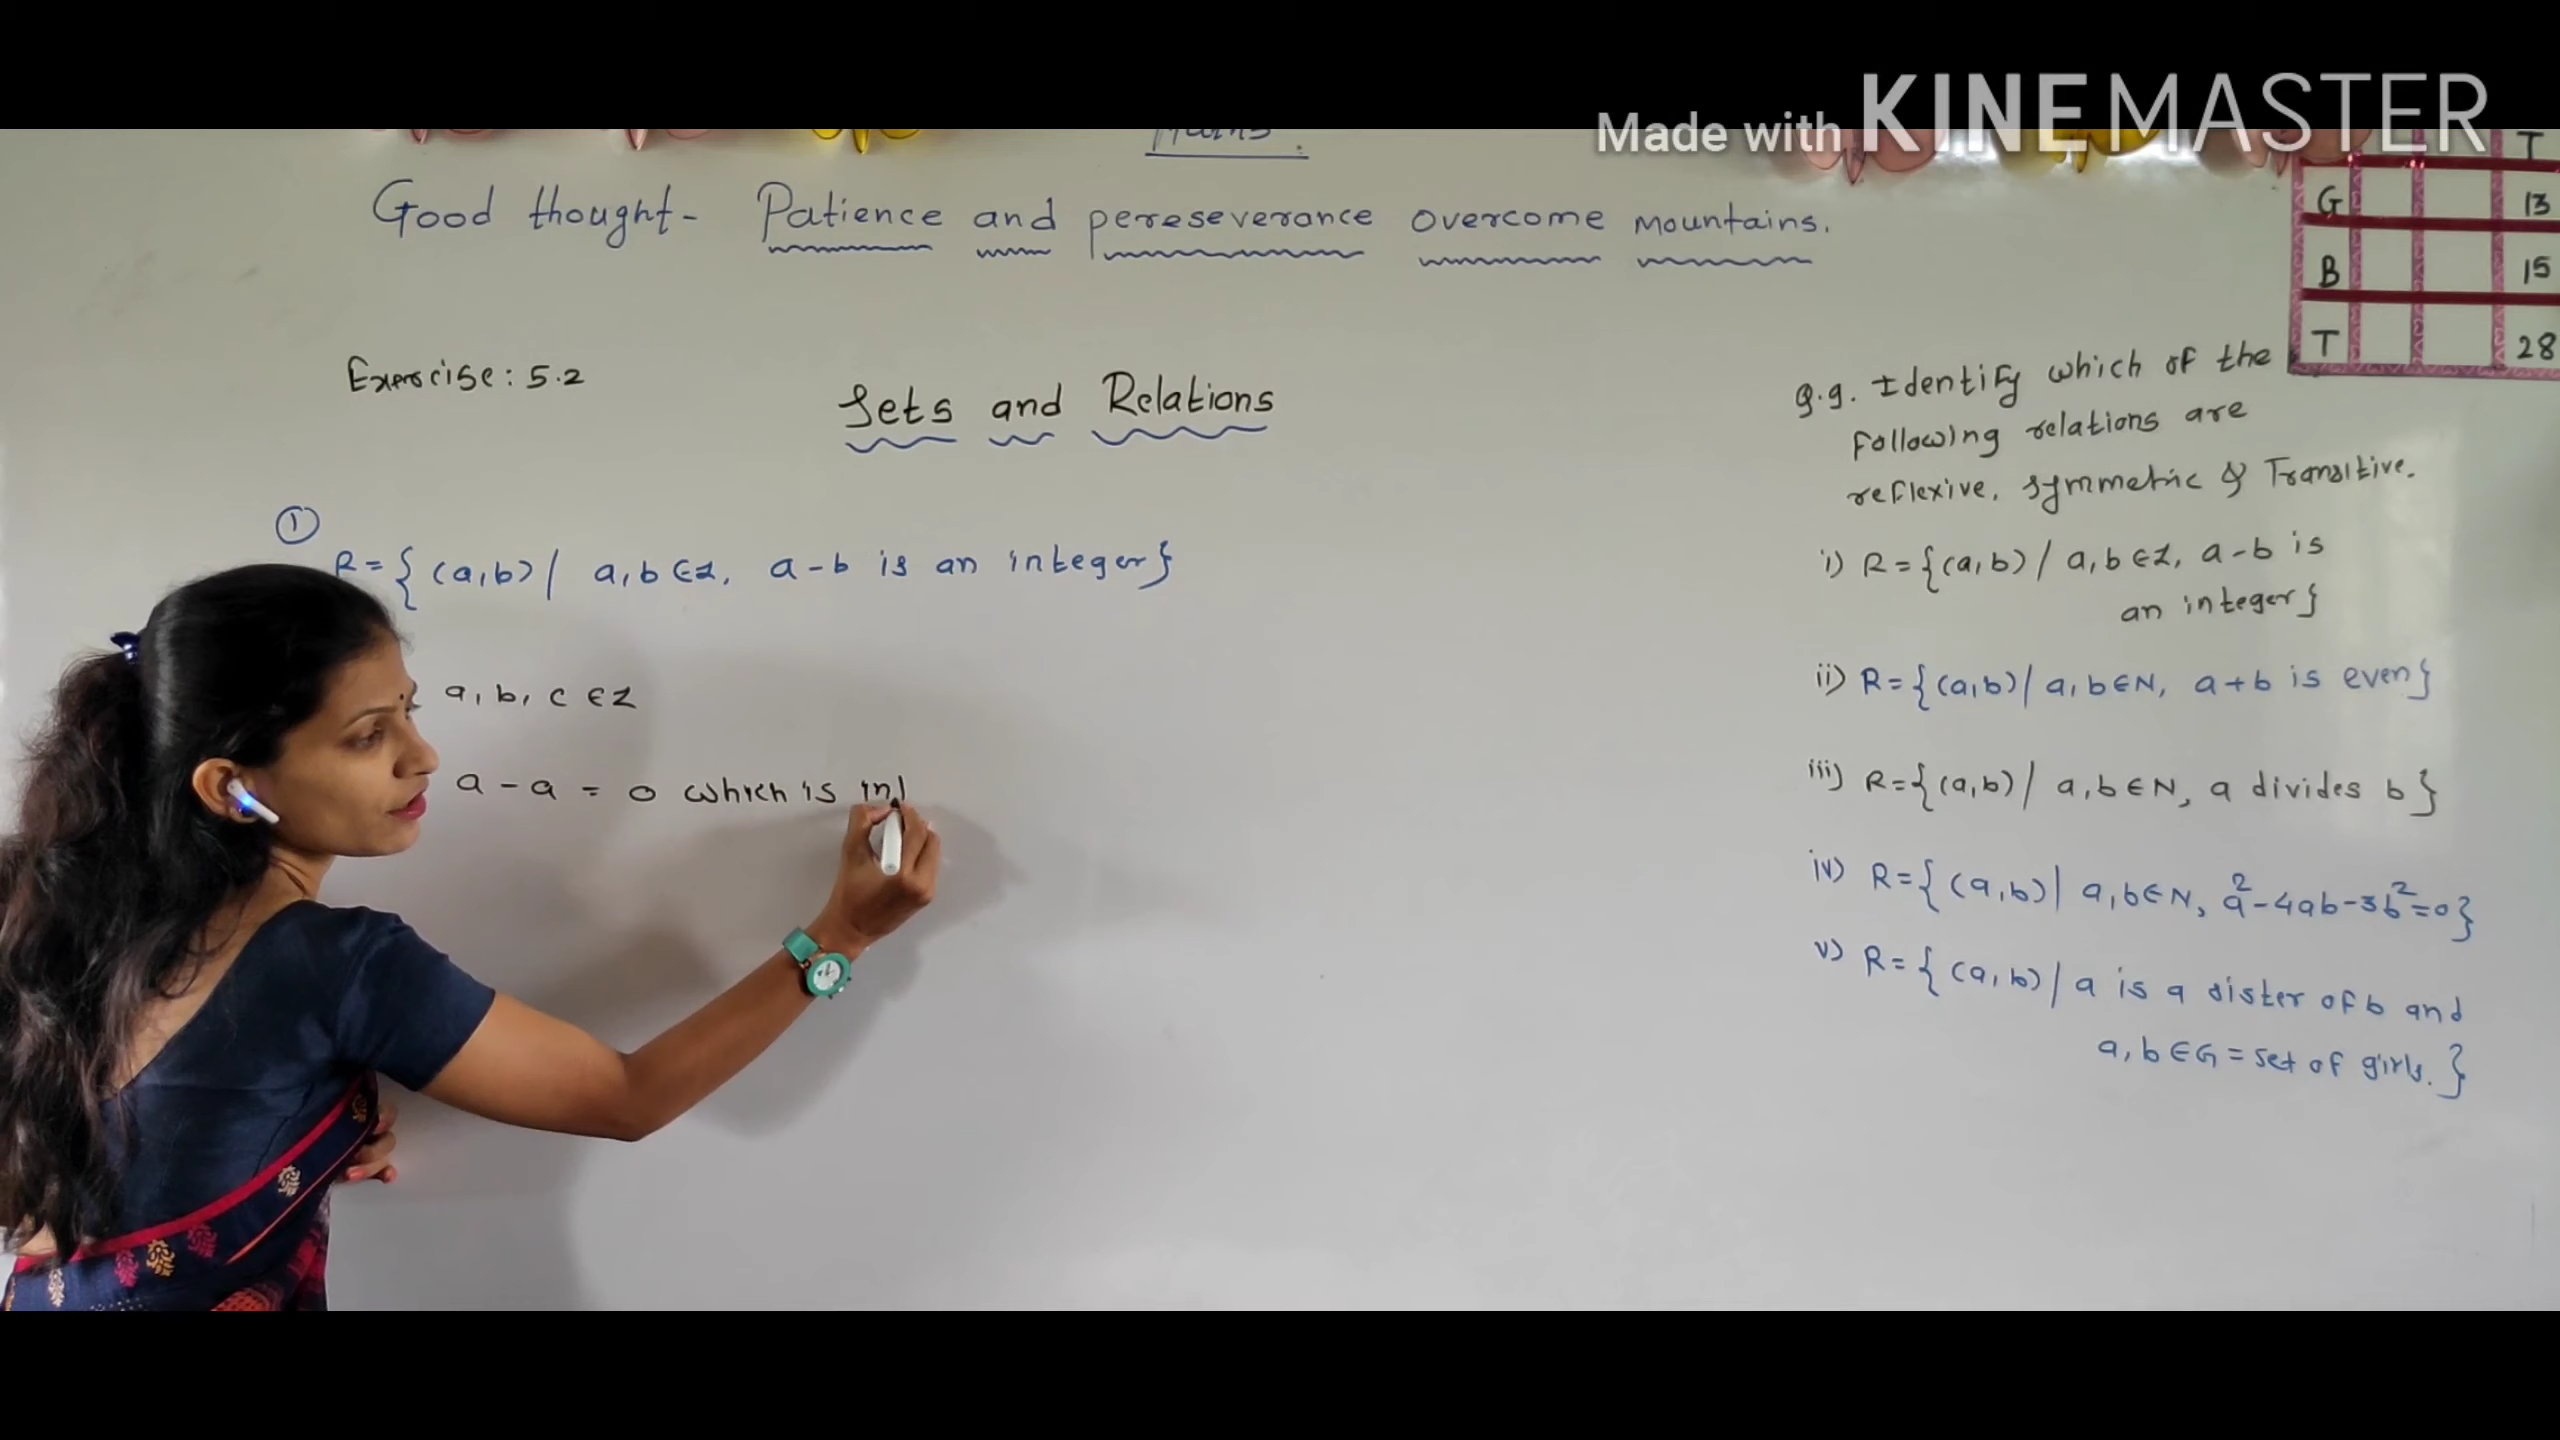 Made with KINEMASTER
Good thought- Patience and pereseverance overcome mountains.
T
G 13
B 15
T 28
Exercise: 5.2
Sets and Relations
①
R = {(a,b) / a,b ∈ Z, a-b is an integer}
a, b, c ∈ Z
a - a = 0 which is int
Q.9. Identify which of the
following relations are
reflexive, symmetric & Transitive.
i) R = {(a,b) / a,b ∈ Z, a-b is
an integer}
ii) R = {(a,b) / a,b ∈ N, a+b is even}
iii) R = {(a,b) / a,b ∈ N, a divides b}
iv) R = {(a,b) | a,b ∈ N, a²-4ab-3b²=0}
v) R = {(a,b) / a is a sister of b and
a,b ∈ G = set of girls.}